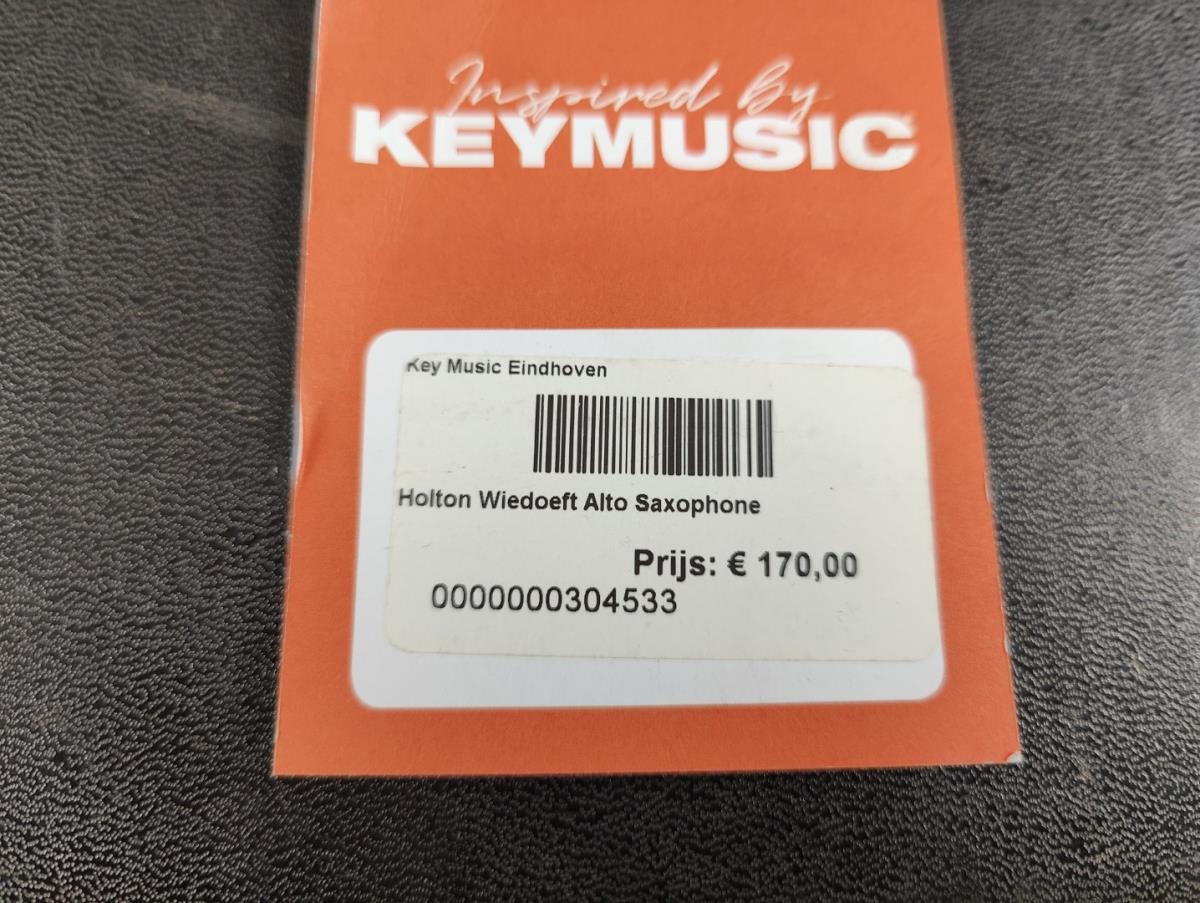 Inspired by
KEYMUSIC
Key Music Eindhoven
Holton Wiedoeft Alto Saxophone
Prijs: € 170,00
0000000304533